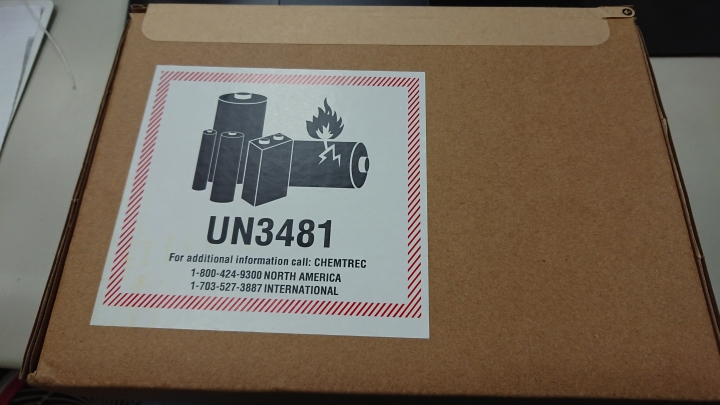 UN3481
For additional information call: CHEMTREC
1-800-424-9300 NORTH AMERICA
1-703-527-3887 INTERNATIONAL